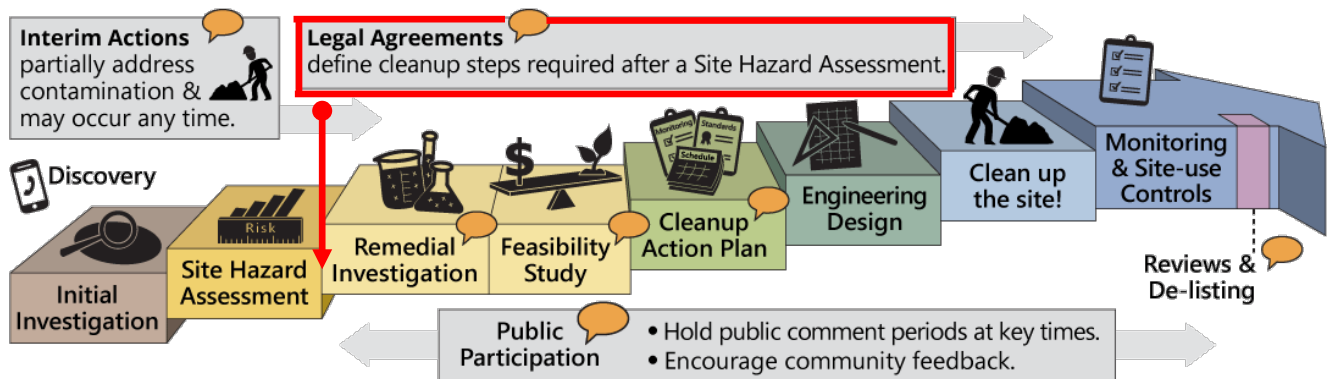 Interim Actions
partially address
contamination &
may occur any time.
Legal Agreements
define cleanup steps required after a Site Hazard Assessment.
Discovery
Initial
Investigation
Risk
Site Hazard
Assessment
Remedial
Investigation
$
Feasibility
Study
Monitoring
Standards
Schedule
Cleanup
Action Plan
Engineering
Design
Clean up
the site!
Monitoring
& Site-use
Controls
Reviews &
De-listing
Public
Participation
• Hold public comment periods at key times.
• Encourage community feedback.